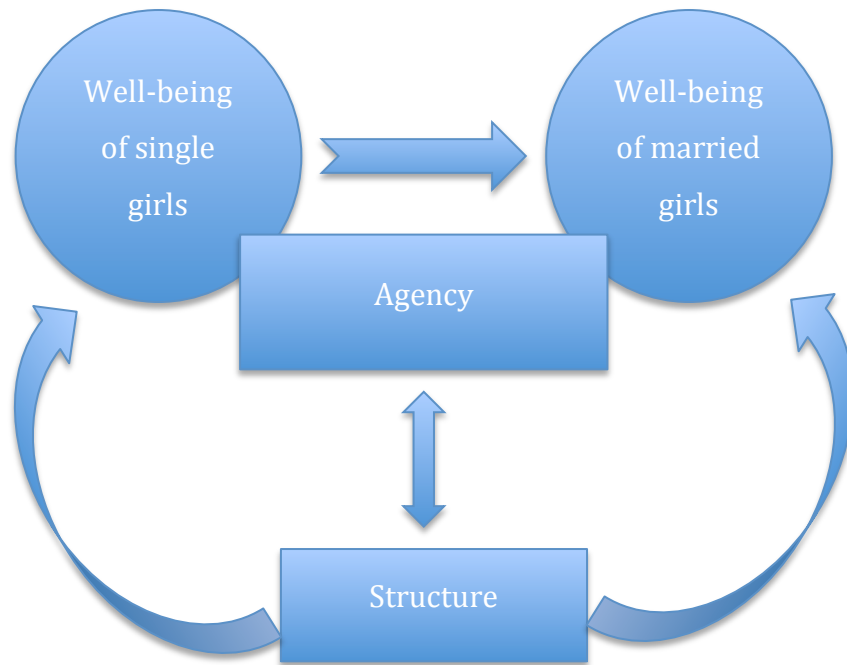 Well-being
of single
girls
Well-being
of married
girls
Agency
Structure